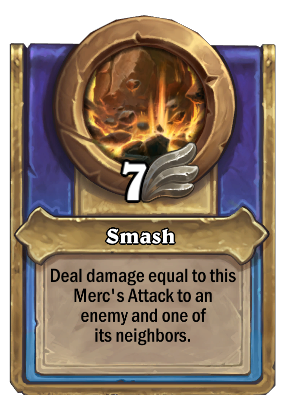 7
Smash
Deal damage equal to this
Merc's Attack to an
enemy and one of
its neighbors.